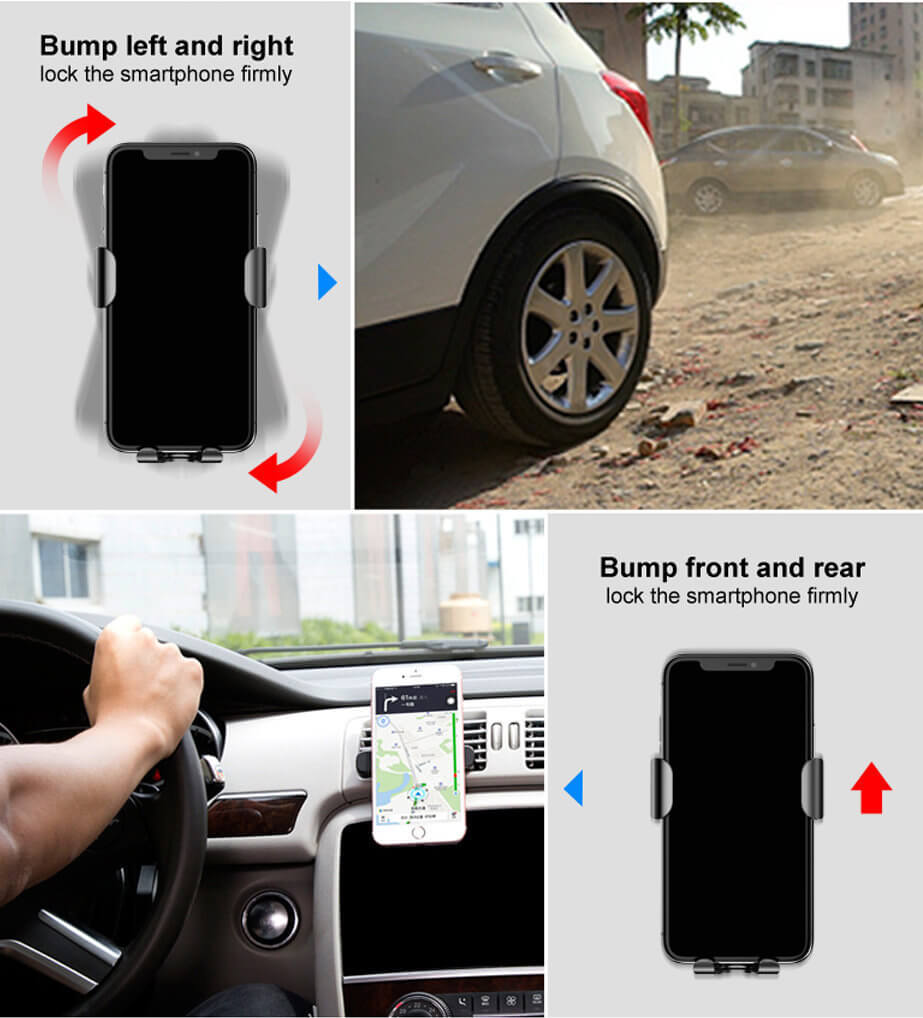 Bump left and right
lock the smartphone firmly
Bump front and rear
lock the smartphone firmly